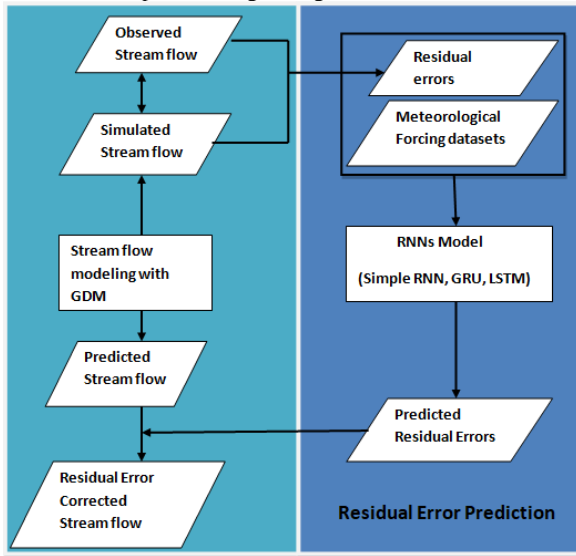 Observed
Stream flow
Simulated
Stream flow
Stream flow
modeling with
GDM
Predicted
Stream flow
Residual Error
Corrected
Stream flow
Residual
errors
Meteorological
Forcing datasets
RNNs Model
(Simple RNN, GRU, LSTM)
Predicted
Residual Errors
Residual Error Prediction